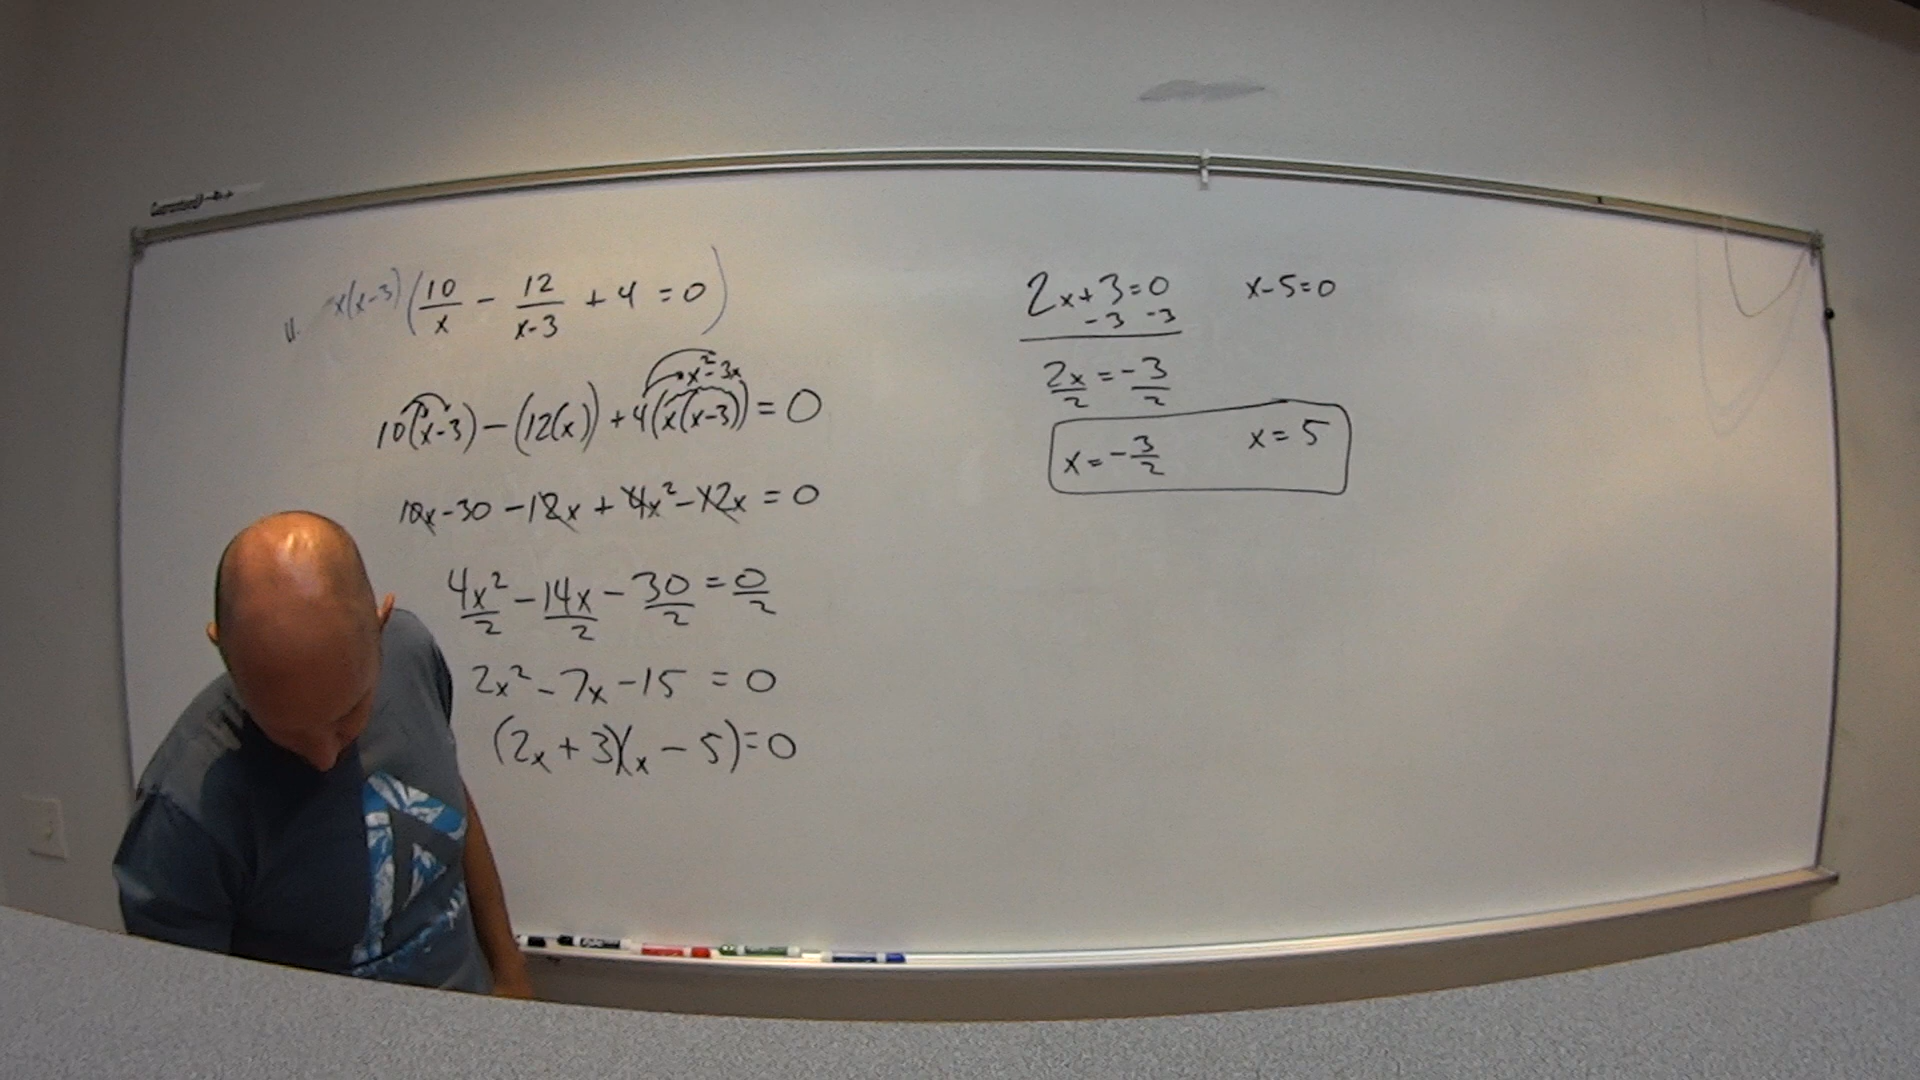 11. x(x-3)(10/x - 12/(x-3) + 4 = 0)
x²-3x
10(x-3) - (12(x)) + 4(x(x-3)) = 0
10x - 30 - 12x + 4x² - 12x = 0
4x²/2 - 14x/2 - 30/2 = 0/2
2x² - 7x - 15 = 0
(2x + 3)(x - 5) = 0
2x + 3 = 0    x - 5 = 0
-3 -3
2x/2 = -3/2
x = -3/2    x = 5